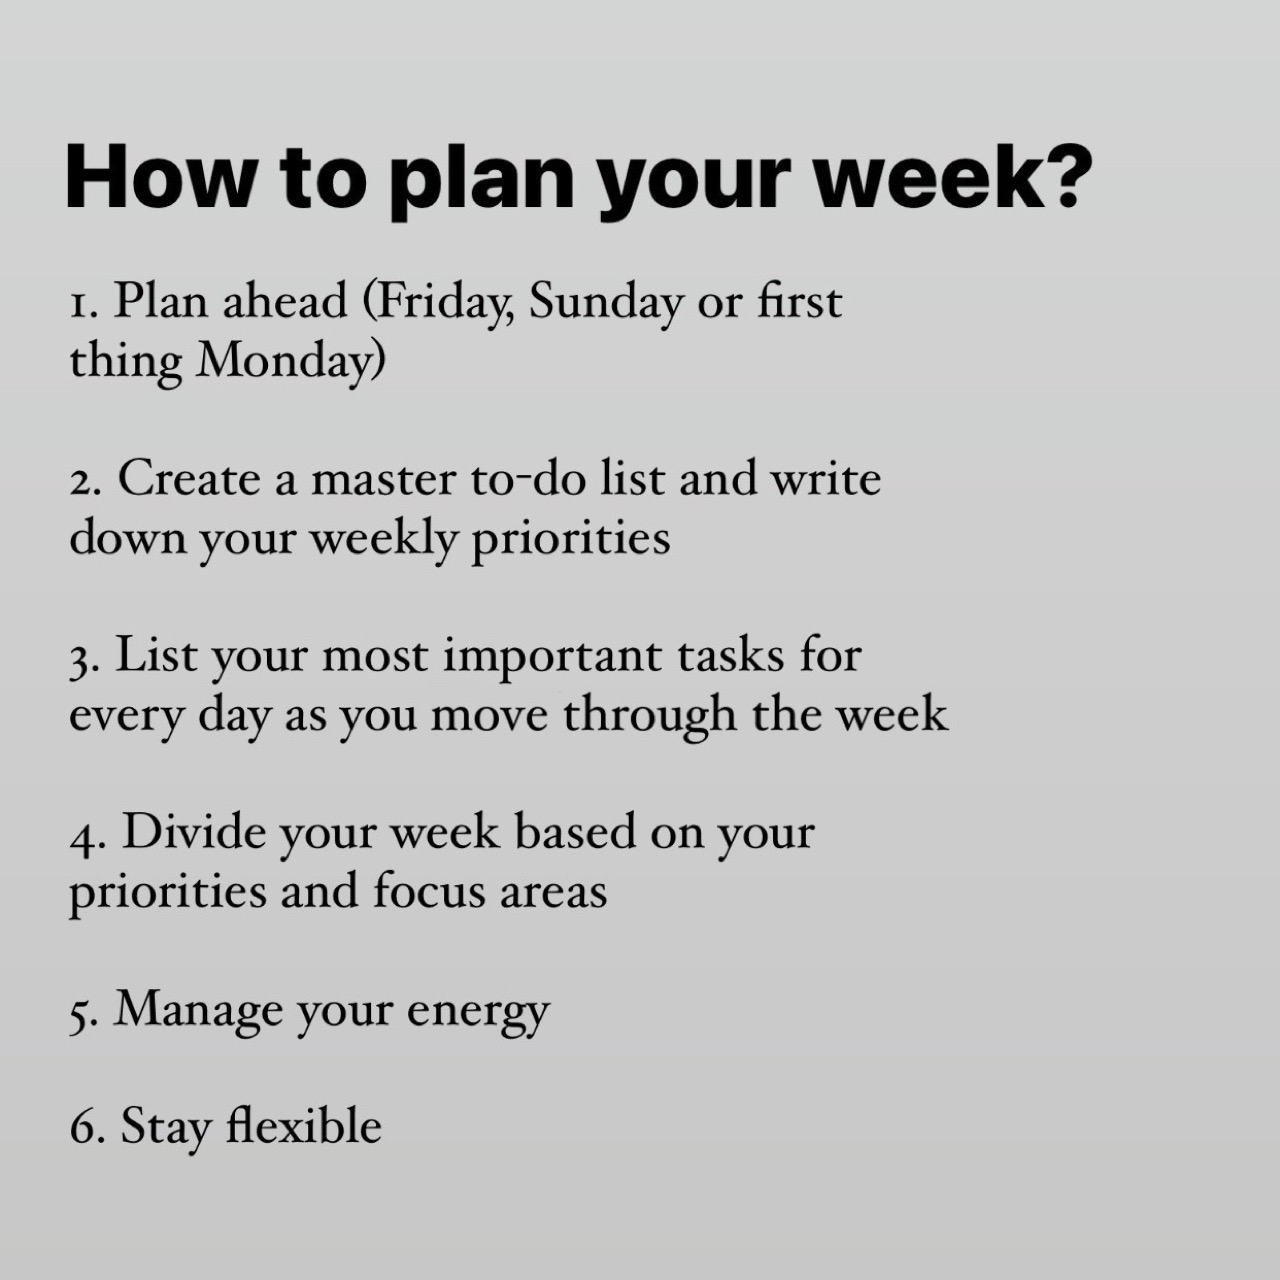 How to plan your week?
1. Plan ahead (Friday, Sunday or first
thing Monday)
2. Create a master to-do list and write
down your weekly priorities
3. List your most important tasks for
every day as you move through the week
4. Divide your week based on your
priorities and focus areas
5. Manage your energy
6. Stay flexible